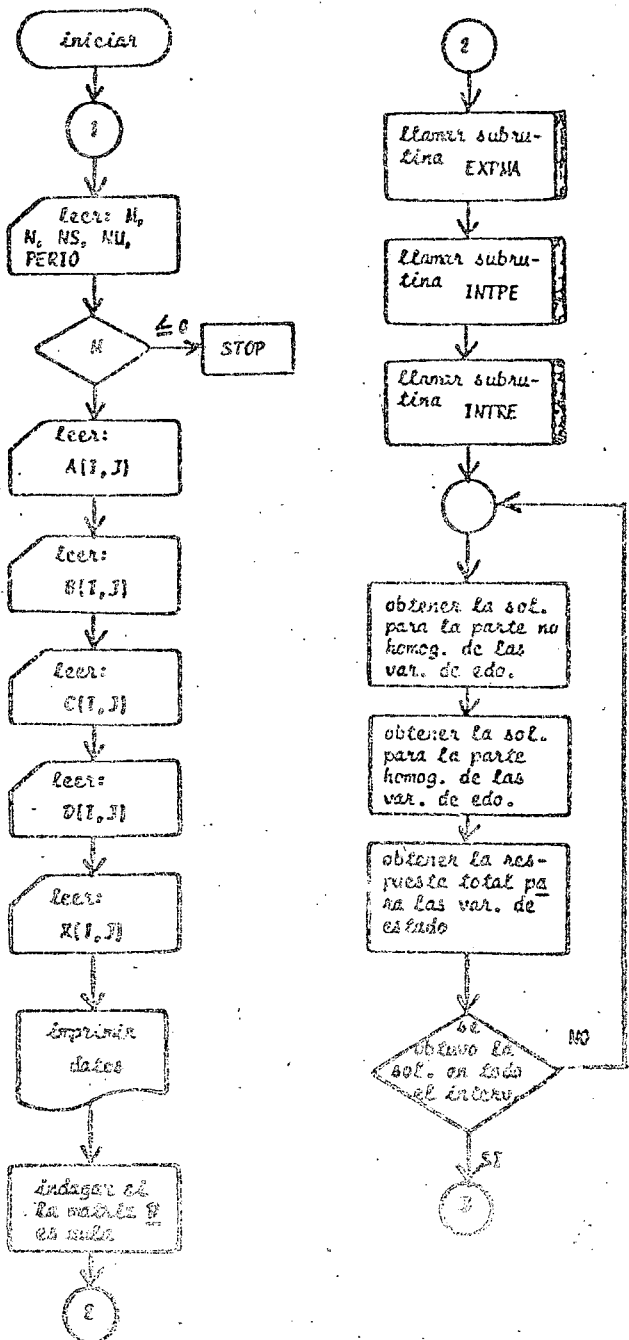 iniciar
1
leer: M,
N, NS, NU,
PERIO
M
≤ 0
STOP
leer:
A(I,J)
leer:
B(I,J)
leer:
C(I,J)
leer:
D(I,J)
leer:
X(I,J)
imprimir
datos
indagar si
la matriz
es nula
2
2
llamar subru-
tina EXPMA
llamar subru-
tina INTPE
llamar subru-
tina INTRE
obtener la sol.
para la parte no
homog. de las
var. de edo.
obtener la sol.
para la parte
homog. de las
var. de edo.
obtener la res-
puesta total pa
ra las var. de
estado
se
obtuvo la
sol. en todo
el interv.
NO
SI
3